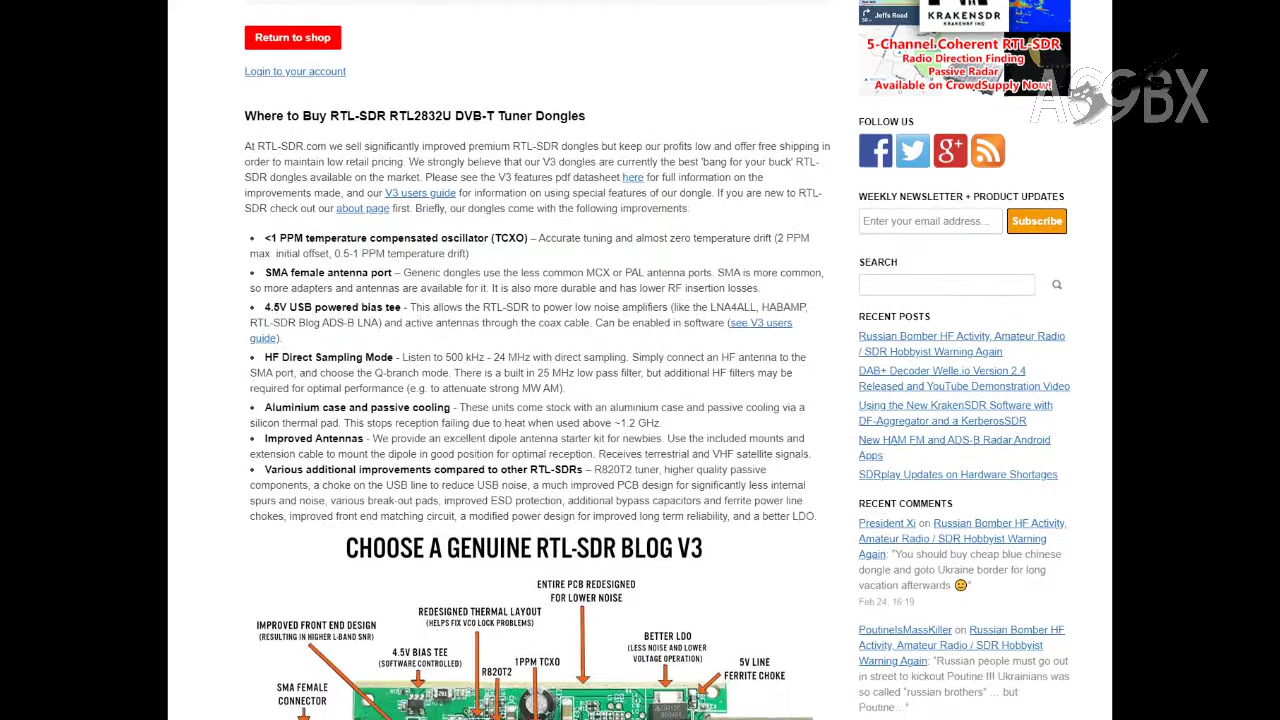 Return to shop
Login to your account
Where to Buy RTL-SDR RTL2832U DVB-T Tuner Dongles
At RTL-SDR.com we sell significantly improved premium RTL-SDR dongles but keep our profits low and offer free shipping in
order to maintain low retail pricing. We strongly believe that our V3 dongles are currently the best 'bang for your buck' RTL-
SDR dongles available on the market. Please see the V3 features pdf datasheet here for full information on the
improvements made, and our V3 users guide for information on using special features of our dongle. If you are new to RTL-
SDR check out our about page first. Briefly, our dongles come with the following improvements.
• <1 PPM temperature compensated oscillator (TCXO) – Accurate tuning and almost zero temperature drift (2 PPM
max initial offset, 0.5-1 PPM temperature drift)
• SMA female antenna port – Generic dongles use the less common MCX or PAL antenna ports. SMA is more common,
so more adapters and antennas are available for it. It is also more durable and has lower RF insertion losses.
• 4.5V USB powered bias tee - This allows the RTL-SDR to power low noise amplifiers (like the LNA4ALL, HABAMP,
RTL-SDR Blog ADS-B LNA) and active antennas through the coax cable. Can be enabled in software (see V3 users
guide).
• HF Direct Sampling Mode - Listen to 500 kHz - 24 MHz with direct sampling. Simply connect an HF antenna to the
SMA port, and choose the Q-branch mode. There is a built in 25 MHz low pass filter, but additional HF filters may be
required for optimal performance (e.g. to attenuate strong MW AM).
• Aluminium case and passive cooling - These units come stock with an aluminium case and passive cooling via a
silicon thermal pad. This stops reception failing due to heat when used above ~1.2 GHz.
• Improved Antennas - We provide an excellent dipole antenna starter kit for newbies. Use the included mounts and
extension cable to mount the dipole in good position for optimal reception. Receives terrestrial and VHF satellite signals.
• Various additional improvements compared to other RTL-SDRs – R820T2 tuner, higher quality passive
components, a choke on the USB line to reduce USB noise, a much improved PCB design for significantly less internal
spurs and noise, various break-out pads, improved ESD protection, additional bypass capacitors and ferrite power line
chokes, improved front end matching circuit, a modified power design for improved long term reliability, and a better LDO.
CHOOSE A GENUINE RTL-SDR BLOG V3
ENTIRE PCB REDESIGNED
FOR LOWER NOISE
REDESIGNED THERMAL LAYOUT
(HELPS FIX VCO LOCK PROBLEMS)
IMPROVED FRONT END DESIGN
(RESULTING IN HIGHER L-BAND SNR)
BETTER LDO
(LESS NOISE AND LOWER
VOLTAGE OPERATION)
4.5V BIAS TEE
(SOFTWARE CONTROLLED)
1PPM TCXO
R820T2
5V LINE
FERRITE CHOKE
SMA FEMALE
CONNECTOR
Jeffs Road
KRAKENSDR
KRAKENRF INC
5-Channel Coherent RTL-SDR
Radio Direction Finding
Passive Radar
Available on CrowdSupply Now!
A69BX
FOLLOW US
WEEKLY NEWSLETTER + PRODUCT UPDATES
Enter your email address...
Subscribe
SEARCH
RECENT POSTS
Russian Bomber HF Activity, Amateur Radio
/ SDR Hobbyist Warning Again
DAB+ Decoder Welle.io Version 2.4
Released and YouTube Demonstration Video
Using the New KrakenSDR Software with
DF-Aggregator and a KerberosSDR
New HAM FM and ADS-B Radar Android
Apps
SDRplay Updates on Hardware Shortages
RECENT COMMENTS
President Xi on Russian Bomber HF Activity,
Amateur Radio / SDR Hobbyist Warning
Again: "You should buy cheap blue chinese
dongle and goto Ukraine border for long
vacation afterwards 😀"
Feb 24, 16:19
PoutineIsMassKiller on Russian Bomber HF
Activity, Amateur Radio / SDR Hobbyist
Warning Again: "Russian people must go out
in street to kickout Poutine !!! Ukrainians was
so called "russian brothers" ... but
Poutine…"